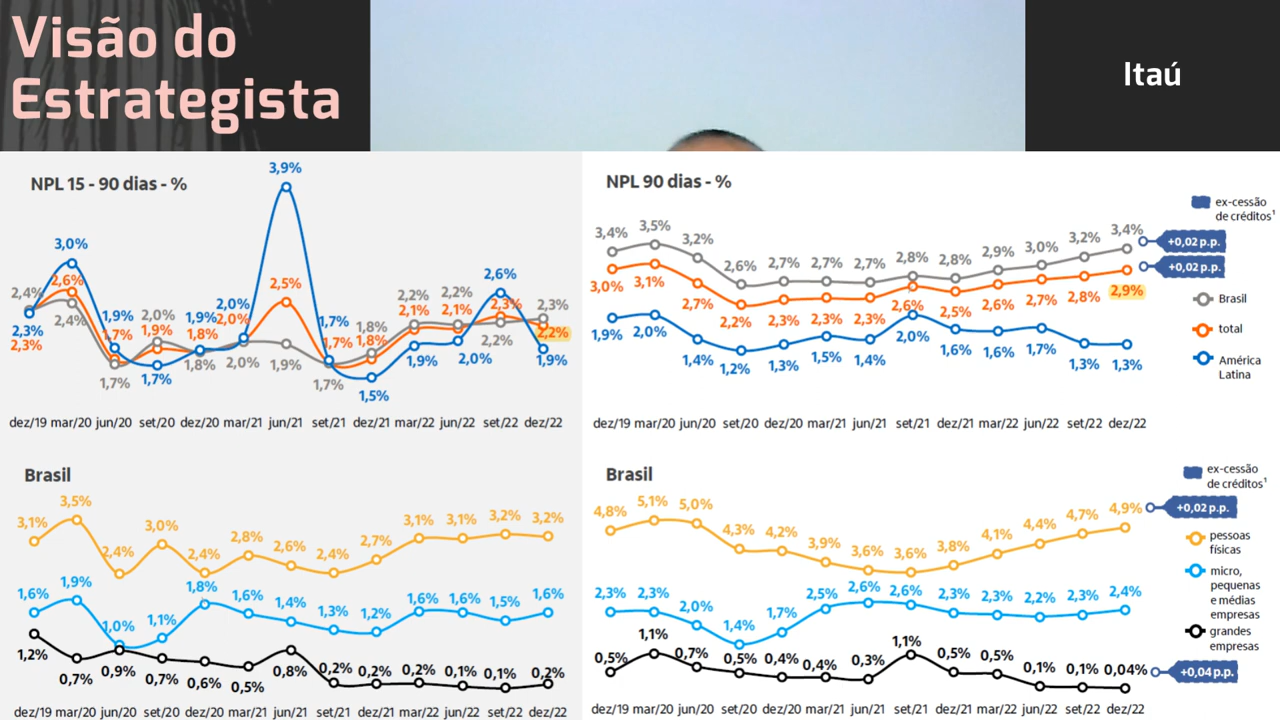 Visão do
Estrategista
Itaú
NPL 15 - 90 dias - %
3,9%
3,0%
2,6%
2,5%
2,6%
2,4%
2,3%
2,3%
2,4%
1,9%
1,7%
1,7%
2,0%
1,9%
1,7%
1,9%
1,8%
1,8%
2,0%
2,0%
2,0%
1,9%
1,7%
1,7%
1,7%
1,8%
1,8%
1,5%
2,2%
2,1%
1,9%
2,2%
2,1%
2,0%
2,3%
2,2%
2,3%
2,2%
1,9%
dez/19 mar/20 jun/20 set/20 dez/20 mar/21 jun/21 set/21 dez/21 mar/22 jun/22 set/22 dez/22
NPL 90 dias - %
3,4% 3,5% 3,2% 2,6% 2,7% 2,7% 2,7% 2,8% 2,8% 2,9% 3,0% 3,2% 3,4%
3,0% 3,1% 2,7% 2,2% 2,3% 2,3% 2,3% 2,6% 2,5% 2,6% 2,7% 2,8% 2,9%
1,9% 2,0% 1,4% 1,2% 1,3% 1,5% 1,4% 2,0% 1,6% 1,6% 1,7% 1,3% 1,3%
dez/19 mar/20 jun/20 set/20 dez/20 mar/21 jun/21 set/21 dez/21 mar/22 jun/22 set/22 dez/22
ex-cessão
de créditos¹
+0,02 p.p.
+0,02 p.p.
Brasil
total
América
Latina
Brasil
3,1% 3,5% 2,4% 3,0% 2,4% 2,8% 2,6% 2,4% 2,7% 3,1% 3,1% 3,2% 3,2%
1,6% 1,9% 1,0% 1,1% 1,8% 1,6% 1,4% 1,3% 1,2% 1,6% 1,6% 1,5% 1,6%
1,2% 0,7% 0,9% 0,7% 0,6% 0,5% 0,8% 0,2% 0,2% 0,2% 0,1% 0,1% 0,2%
dez/19 mar/20 jun/20 set/20 dez/20 mar/21 jun/21 set/21 dez/21 mar/22 jun/22 set/22 dez/22
Brasil
4,8% 5,1% 5,0% 4,3% 4,2% 3,9% 3,6% 3,6% 3,8% 4,1% 4,4% 4,7% 4,9%
2,3% 2,3% 2,0% 1,4% 1,7% 2,5% 2,6% 2,6% 2,3% 2,3% 2,2% 2,3% 2,4%
0,5% 1,1% 0,7% 0,5% 0,4% 0,4% 0,3% 1,1% 0,5% 0,5% 0,1% 0,1% 0,04%
dez/19 mar/20 jun/20 set/20 dez/20 mar/21 jun/21 set/21 dez/21 mar/22 jun/22 set/22 dez/22
ex-cessão
de créditos¹
+0,02 p.p.
pessoas
físicas
micro,
pequenas
e médias
empresas
grandes
empresas
+0,04 p.p.